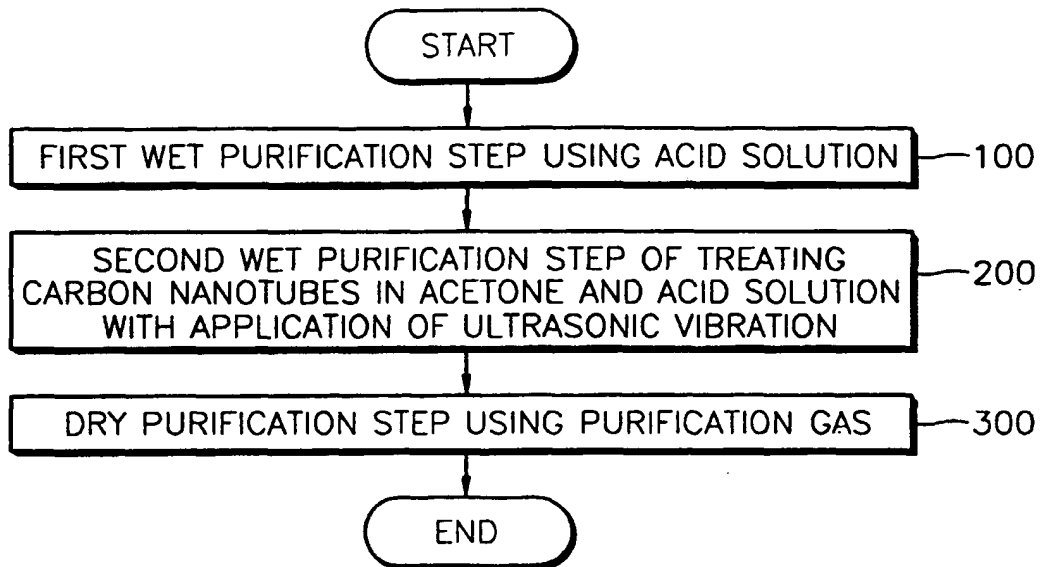 START
FIRST WET PURIFICATION STEP USING ACID SOLUTION
100
SECOND WET PURIFICATION STEP OF TREATING
CARBON NANOTUBES IN ACETONE AND ACID SOLUTION
WITH APPLICATION OF ULTRASONIC VIBRATION
200
DRY PURIFICATION STEP USING PURIFICATION GAS
300
END